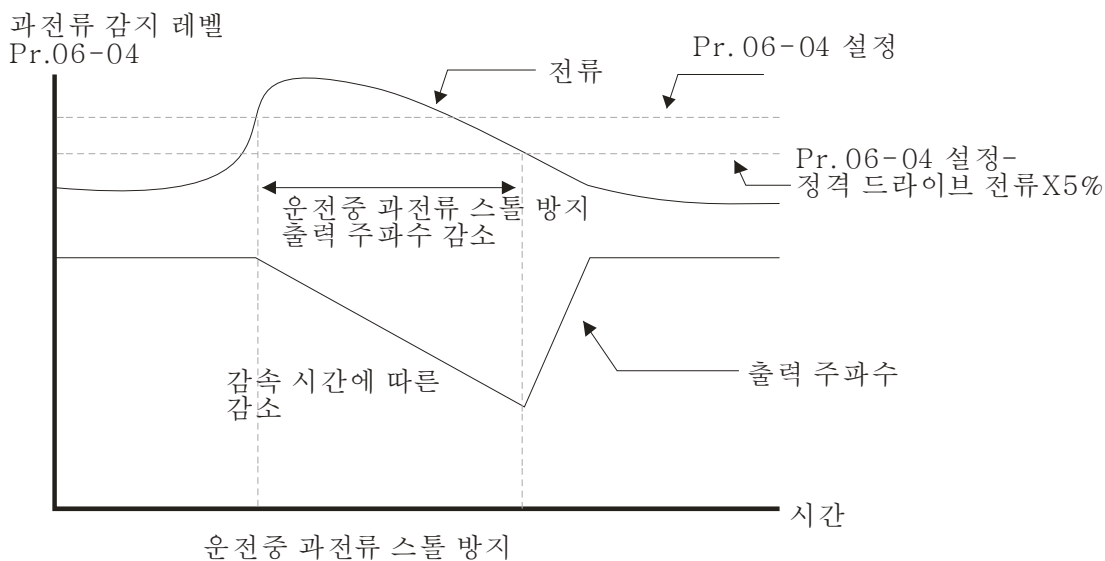 과전류 감지 레벨
Pr.06-04
Pr.06-04 설정
전류
Pr.06-04 설정-
정격 드라이브 전류X5%
운전중 과전류 스톨 방지
출력 주파수 감소
감속 시간에 따른
감소
출력 주파수
시간
운전중 과전류 스톨 방지